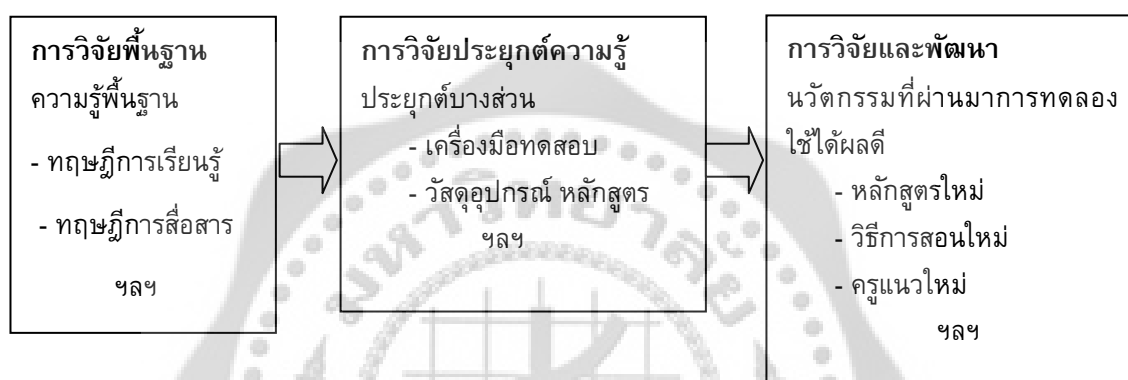 การวิจัยพื้นฐาน
ความรู้พื้นฐาน
- ทฤษฎีการเรียนรู้
- ทฤษฎีการสื่อสาร
ฯลฯ
การวิจัยประยุกต์ความรู้
ประยุกต์บางส่วน
- เครื่องมือทดสอบ
- วัสดุอุปกรณ์ หลักสูตร
ฯลฯ
การวิจัยและพัฒนา
นวัตกรรมที่ผ่านมาการทดลอง
ใช้ได้ผลดี
- หลักสูตรใหม่
- วิธีการสอนใหม่
- ครูแนวใหม่
ฯลฯ